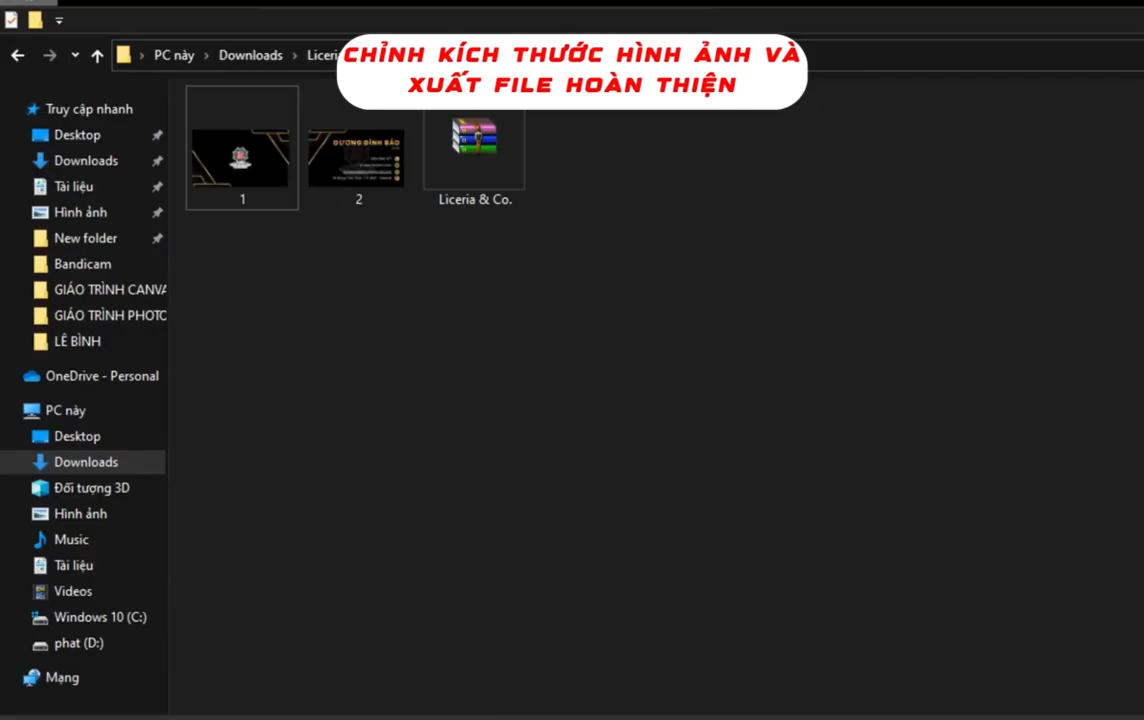 CHỈNH KÍCH THƯỚC HÌNH ẢNH VÀ
XUẤT FILE HOÀN THIỆN
PC này
Downloads
Truy cập nhanh
Desktop
Downloads
Tài liệu
Hình ảnh
New folder
Bandicam
GIÁO TRÌNH CANVA
GIÁO TRÌNH PHOTO
LÊ BÌNH
OneDrive - Personal
PC này
Desktop
Downloads
Đối tượng 3D
Hình ảnh
Music
Tài liệu
Videos
Windows 10 (C:)
phat (D:)
Mạng
DƯƠNG ĐÌNH BẢO
1
2
Liceria & Co.